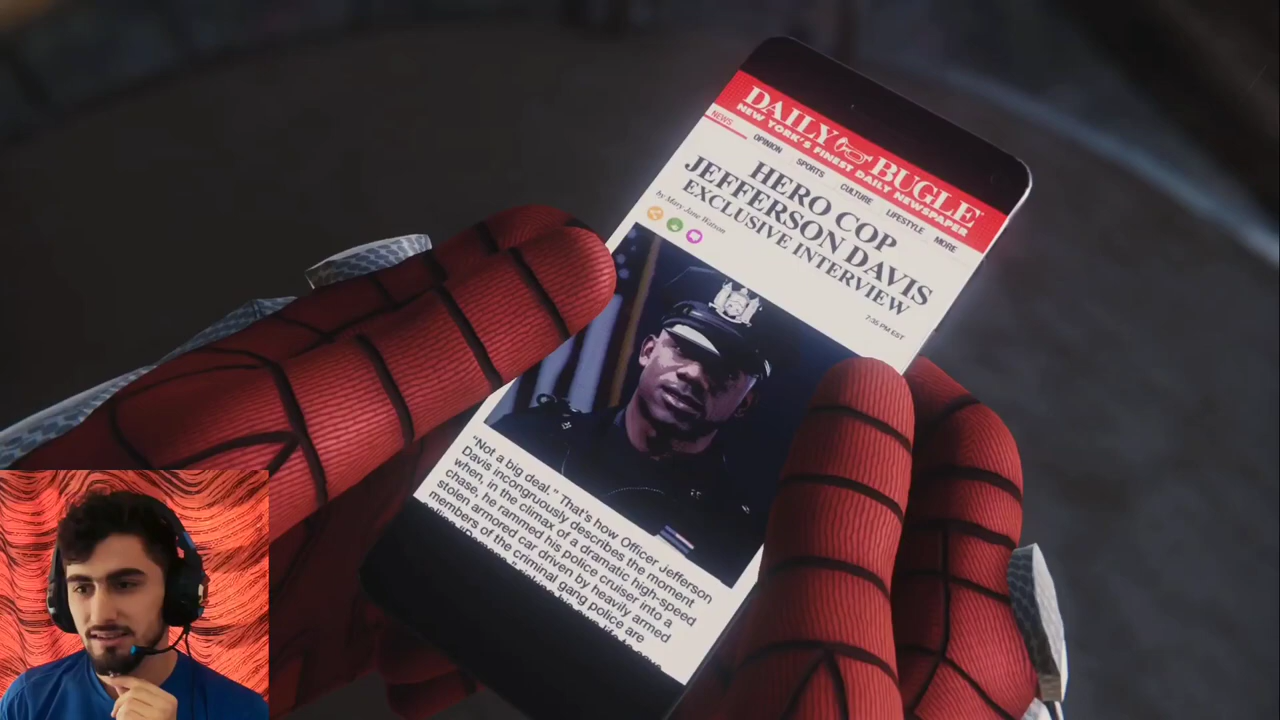 DAILY BUGLE
NEW YORK'S FINEST DAILY NEWSPAPER
NEWS OPINION SPORTS CULTURE LIFESTYLE MORE
HERO COP
JEFFERSON DAVIS
EXCLUSIVE INTERVIEW
by Mary Jane Watson
7:35 PM EST
"Not a big deal." That's how Officer Jefferson
Davis incongruously describes the moment
when, in the climax of a dramatic high-speed
chase, he rammed his police cruiser into a
stolen armored car driven by heavily armed
members of the criminal gang police are